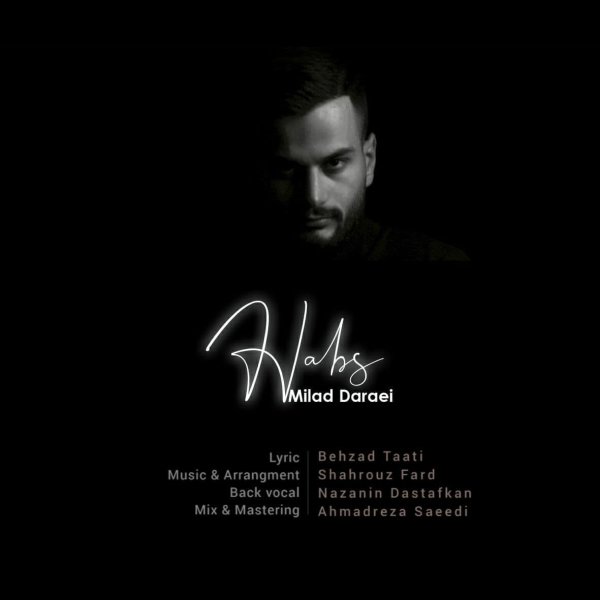 Habs
Milad Daraei
Lyric Behzad Taati
Music & Arrangment Shahrouz Fard
Back vocal Nazanin Dastafkan
Mix & Mastering Ahmadreza Saeedi